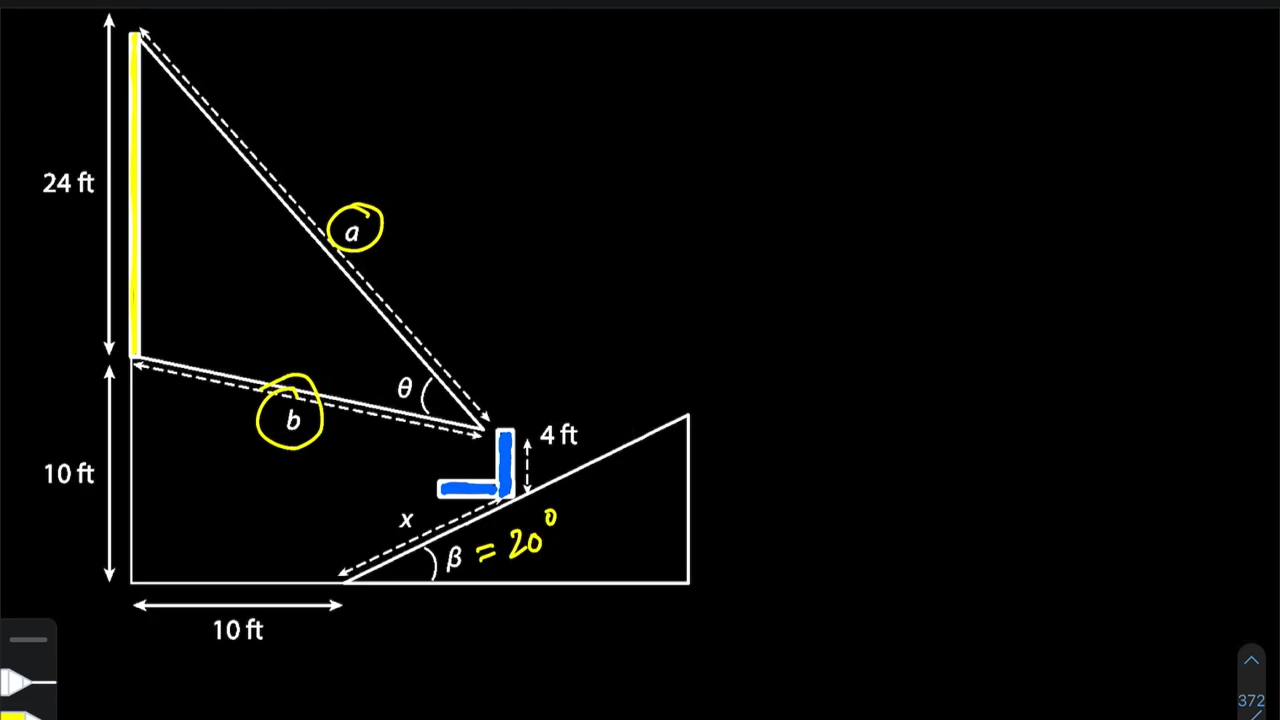 24 ft
a
θ
b
4 ft
10 ft
x
β = 20°
10 ft
372